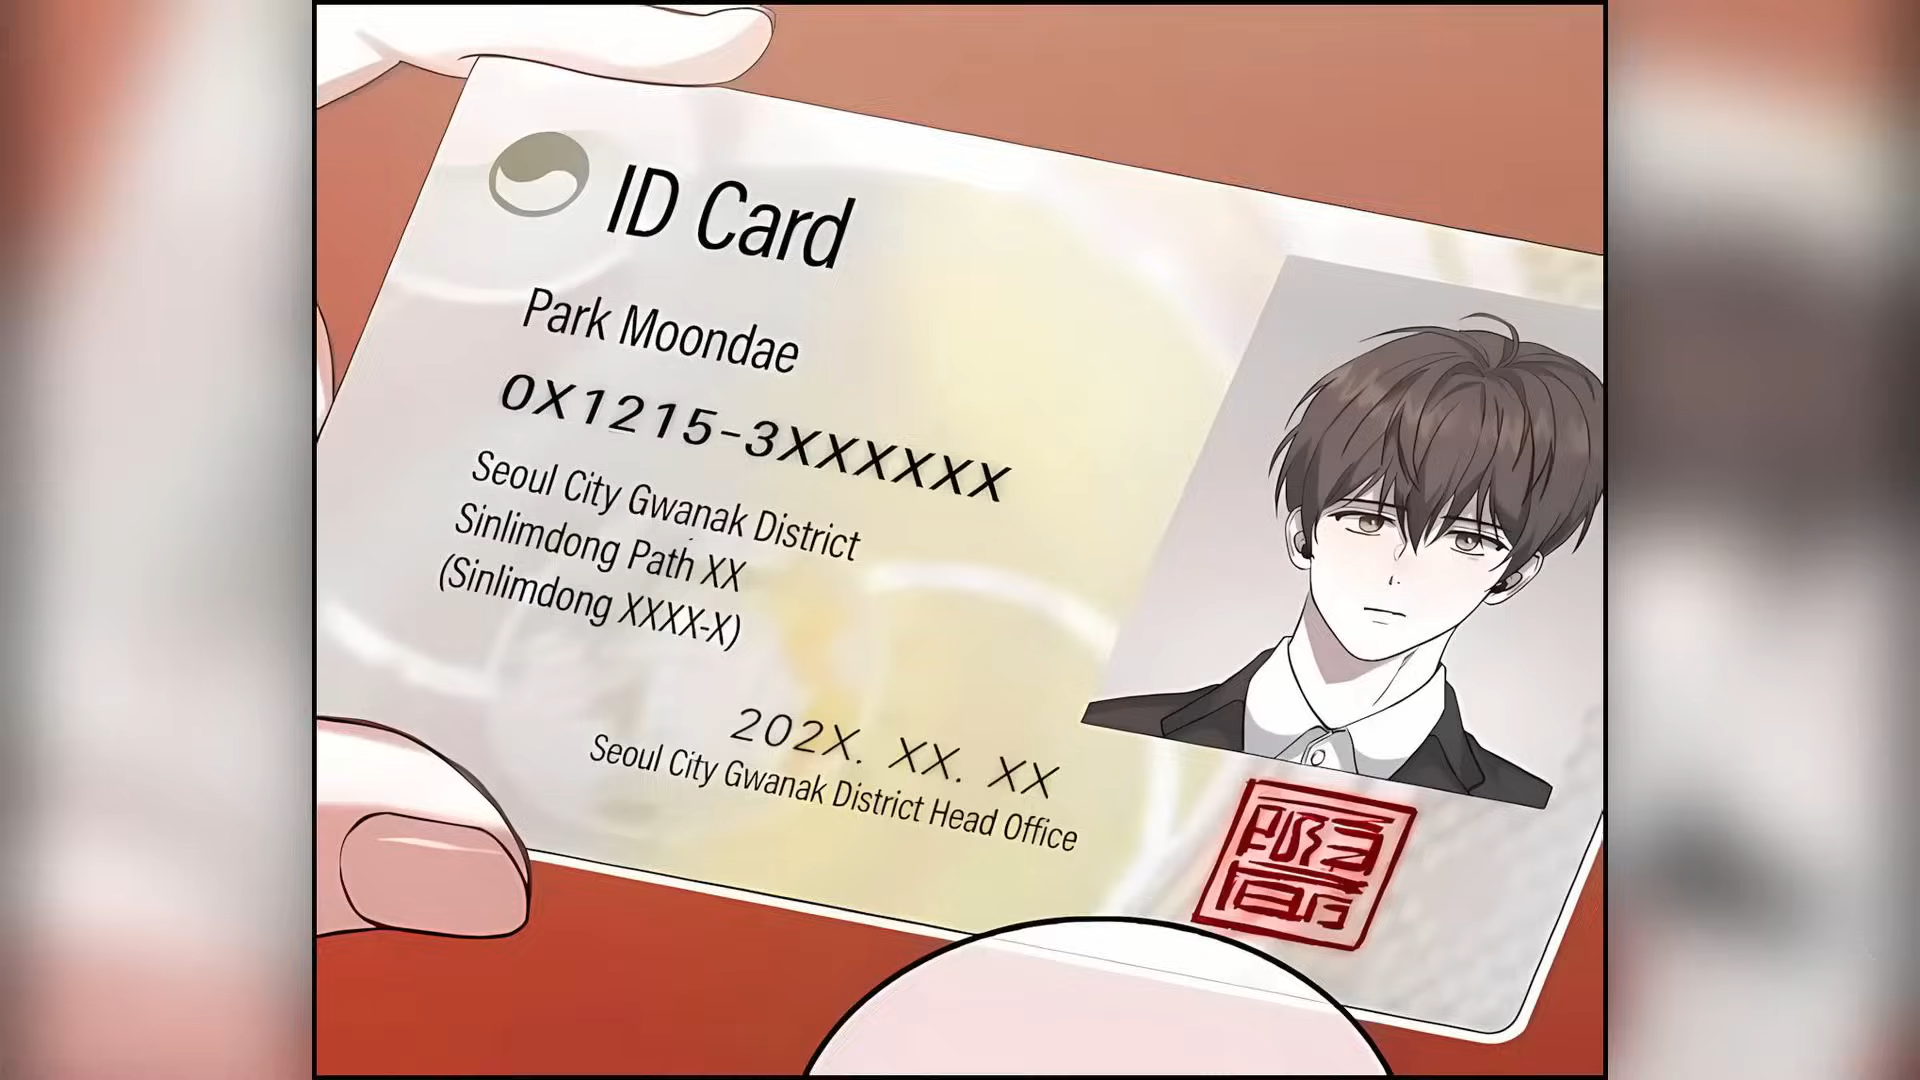 ID Card
Park Moondae
0X1215-3XXXXXX
Seoul City Gwanak District
Sinlimdong Path XX
(Sinlimdong XXXX-X)
202X. XX. XX
Seoul City Gwanak District Head Office